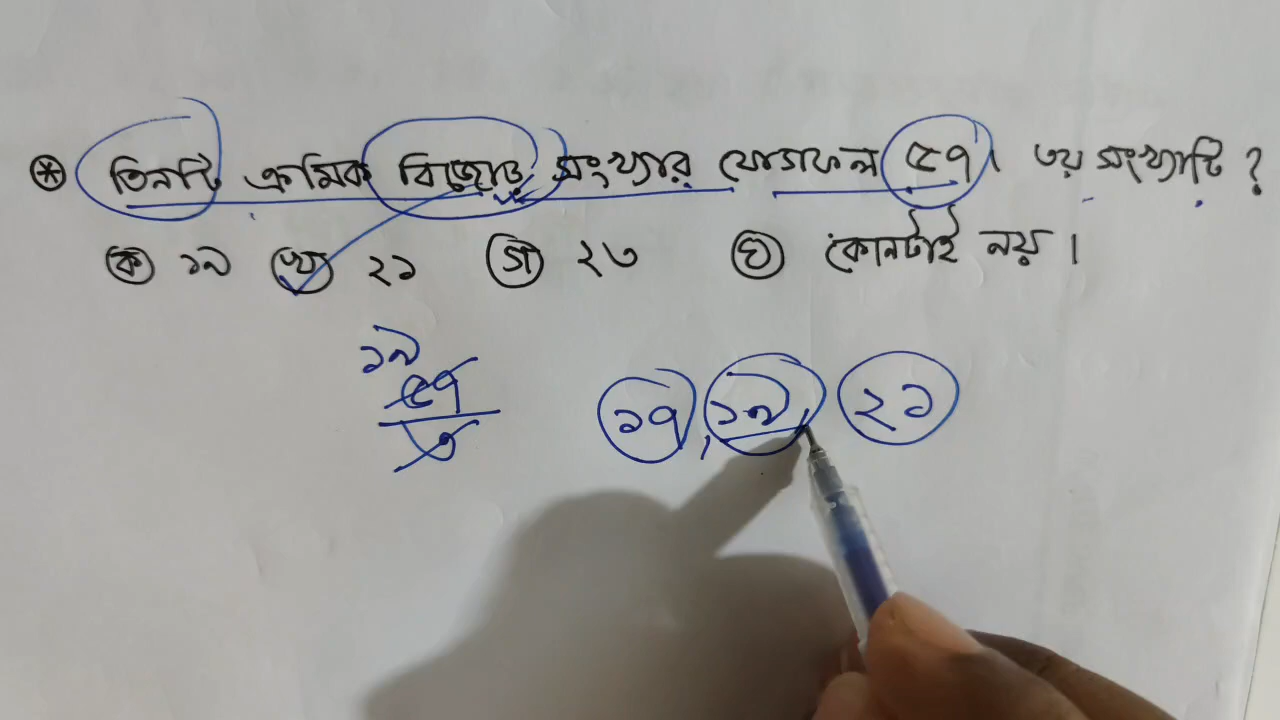 * তিনটি ক্রমিক বিজোড় সংখ্যার যোগফল ৫৭। ৩য় সংখ্যাটি ?
ক ১৯ খ ২১ গ ২৩ ঘ কোনটাই নয়।
১৯
৫৭
৩
১৭, ১৯, ২১